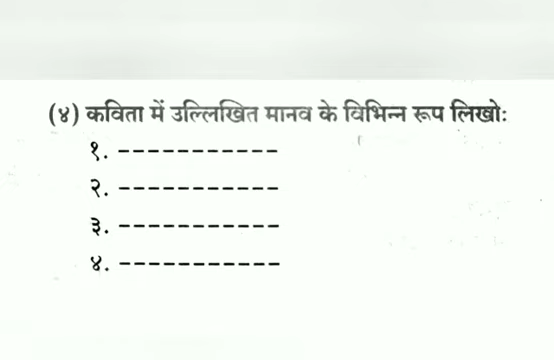 (४) कविता में उल्लिखित मानव के विभिन्न रूप लिखो:
१. -----------
२. -----------
३. -----------
४. -----------